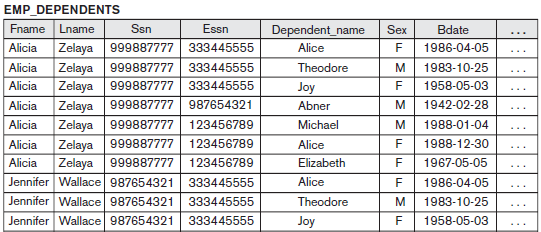 EMP_DEPENDENTS
Fname Lname Ssn Essn Dependent_name Sex Bdate ...
Alicia Zelaya 999887777 333445555 Alice F 1986-04-05 ...
Alicia Zelaya 999887777 333445555 Theodore M 1983-10-25 ...
Alicia Zelaya 999887777 333445555 Joy F 1958-05-03 ...
Alicia Zelaya 999887777 987654321 Abner M 1942-02-28 ...
Alicia Zelaya 999887777 123456789 Michael M 1988-01-04 ...
Alicia Zelaya 999887777 123456789 Alice F 1988-12-30 ...
Alicia Zelaya 999887777 123456789 Elizabeth F 1967-05-05 ...
Jennifer Wallace 987654321 333445555 Alice F 1986-04-05 ...
Jennifer Wallace 987654321 333445555 Theodore M 1983-10-25 ...
Jennifer Wallace 987654321 333445555 Joy F 1958-05-03 ...